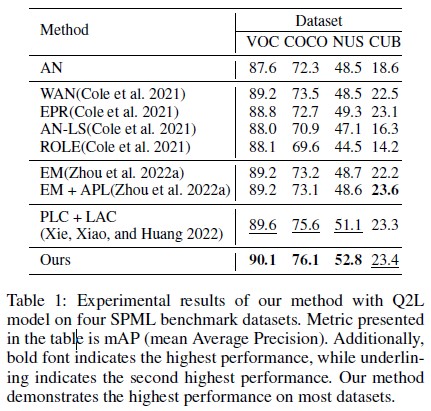 Method Dataset
VOC COCO NUS CUB
AN 87.6 72.3 48.5 18.6
WAN(Cole et al. 2021) 89.2 73.5 48.5 22.5
EPR(Cole et al. 2021) 88.8 72.7 49.3 23.1
AN-LS(Cole et al. 2021) 88.0 70.9 47.1 16.3
ROLE(Cole et al. 2021) 88.1 69.6 44.5 14.2
EM(Zhou et al. 2022a) 89.2 73.2 48.7 22.2
EM + APL(Zhou et al. 2022a) 89.2 73.1 48.6 23.6
PLC + LAC
(Xie, Xiao, and Huang 2022) 89.6 75.6 51.1 23.3
Ours 90.1 76.1 52.8 23.4
Table 1: Experimental results of our method with Q2L
model on four SPML benchmark datasets. Metric presented
in the table is mAP (mean Average Precision). Additionally,
bold font indicates the highest performance, while underlin-
ing indicates the second highest performance. Our method
demonstrates the highest performance on most datasets.